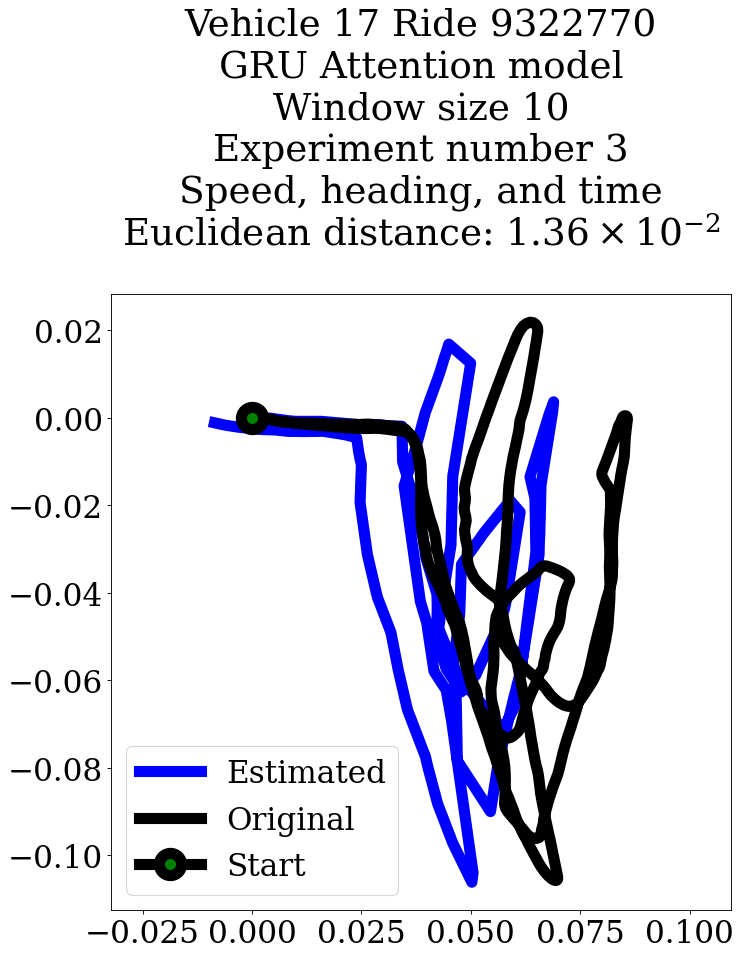 Vehicle 17 Ride 9322770
GRU Attention model
Window size 10
Experiment number 3
Speed, heading, and time
Euclidean distance: 1.36 × 10⁻²
0.02
0.00
−0.02
−0.04
−0.06
−0.08
−0.10
Estimated
Original
Start
−0.025 0.000 0.025 0.050 0.075 0.100